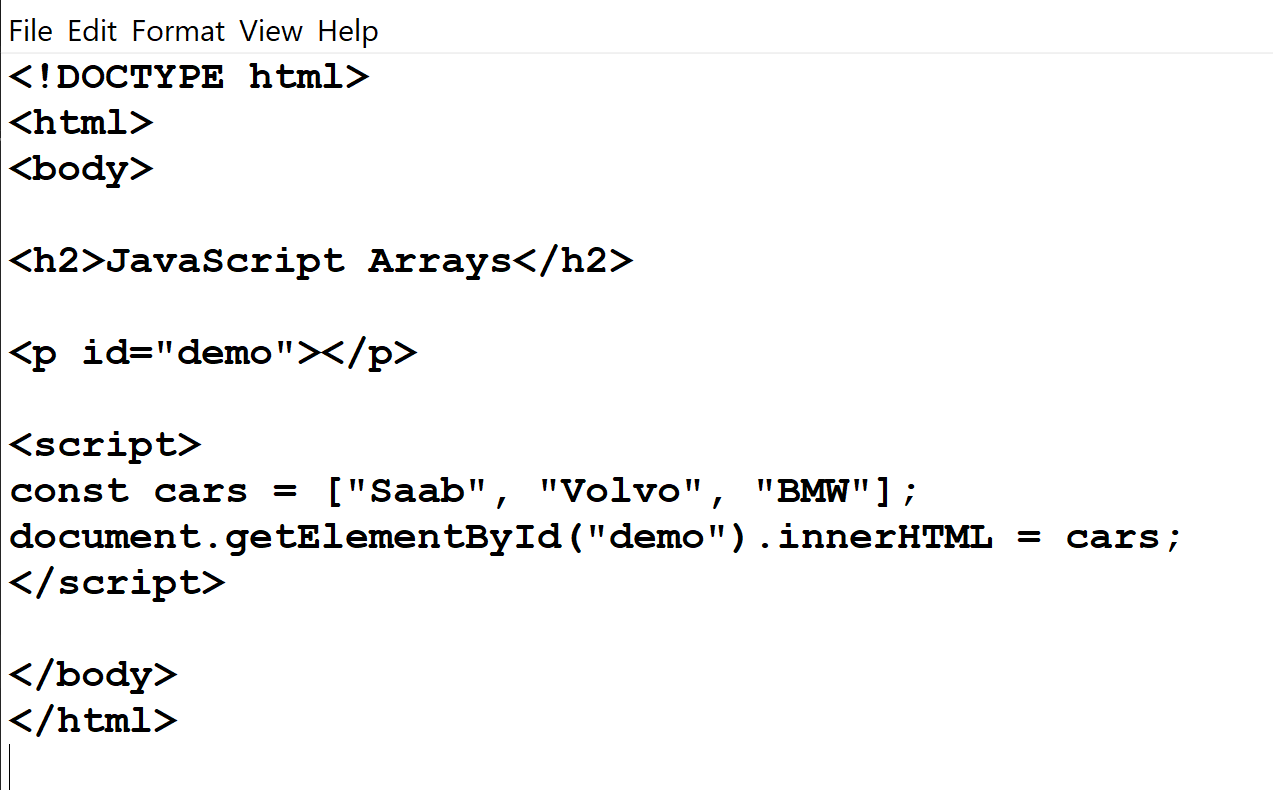 File Edit Format View Help
<!DOCTYPE html>
<html>
<body>
<h2>JavaScript Arrays</h2>
<p id="demo"></p>
<script>
const cars = ["Saab", "Volvo", "BMW"];
document.getElementById("demo").innerHTML = cars;
</script>
</body>
</html>